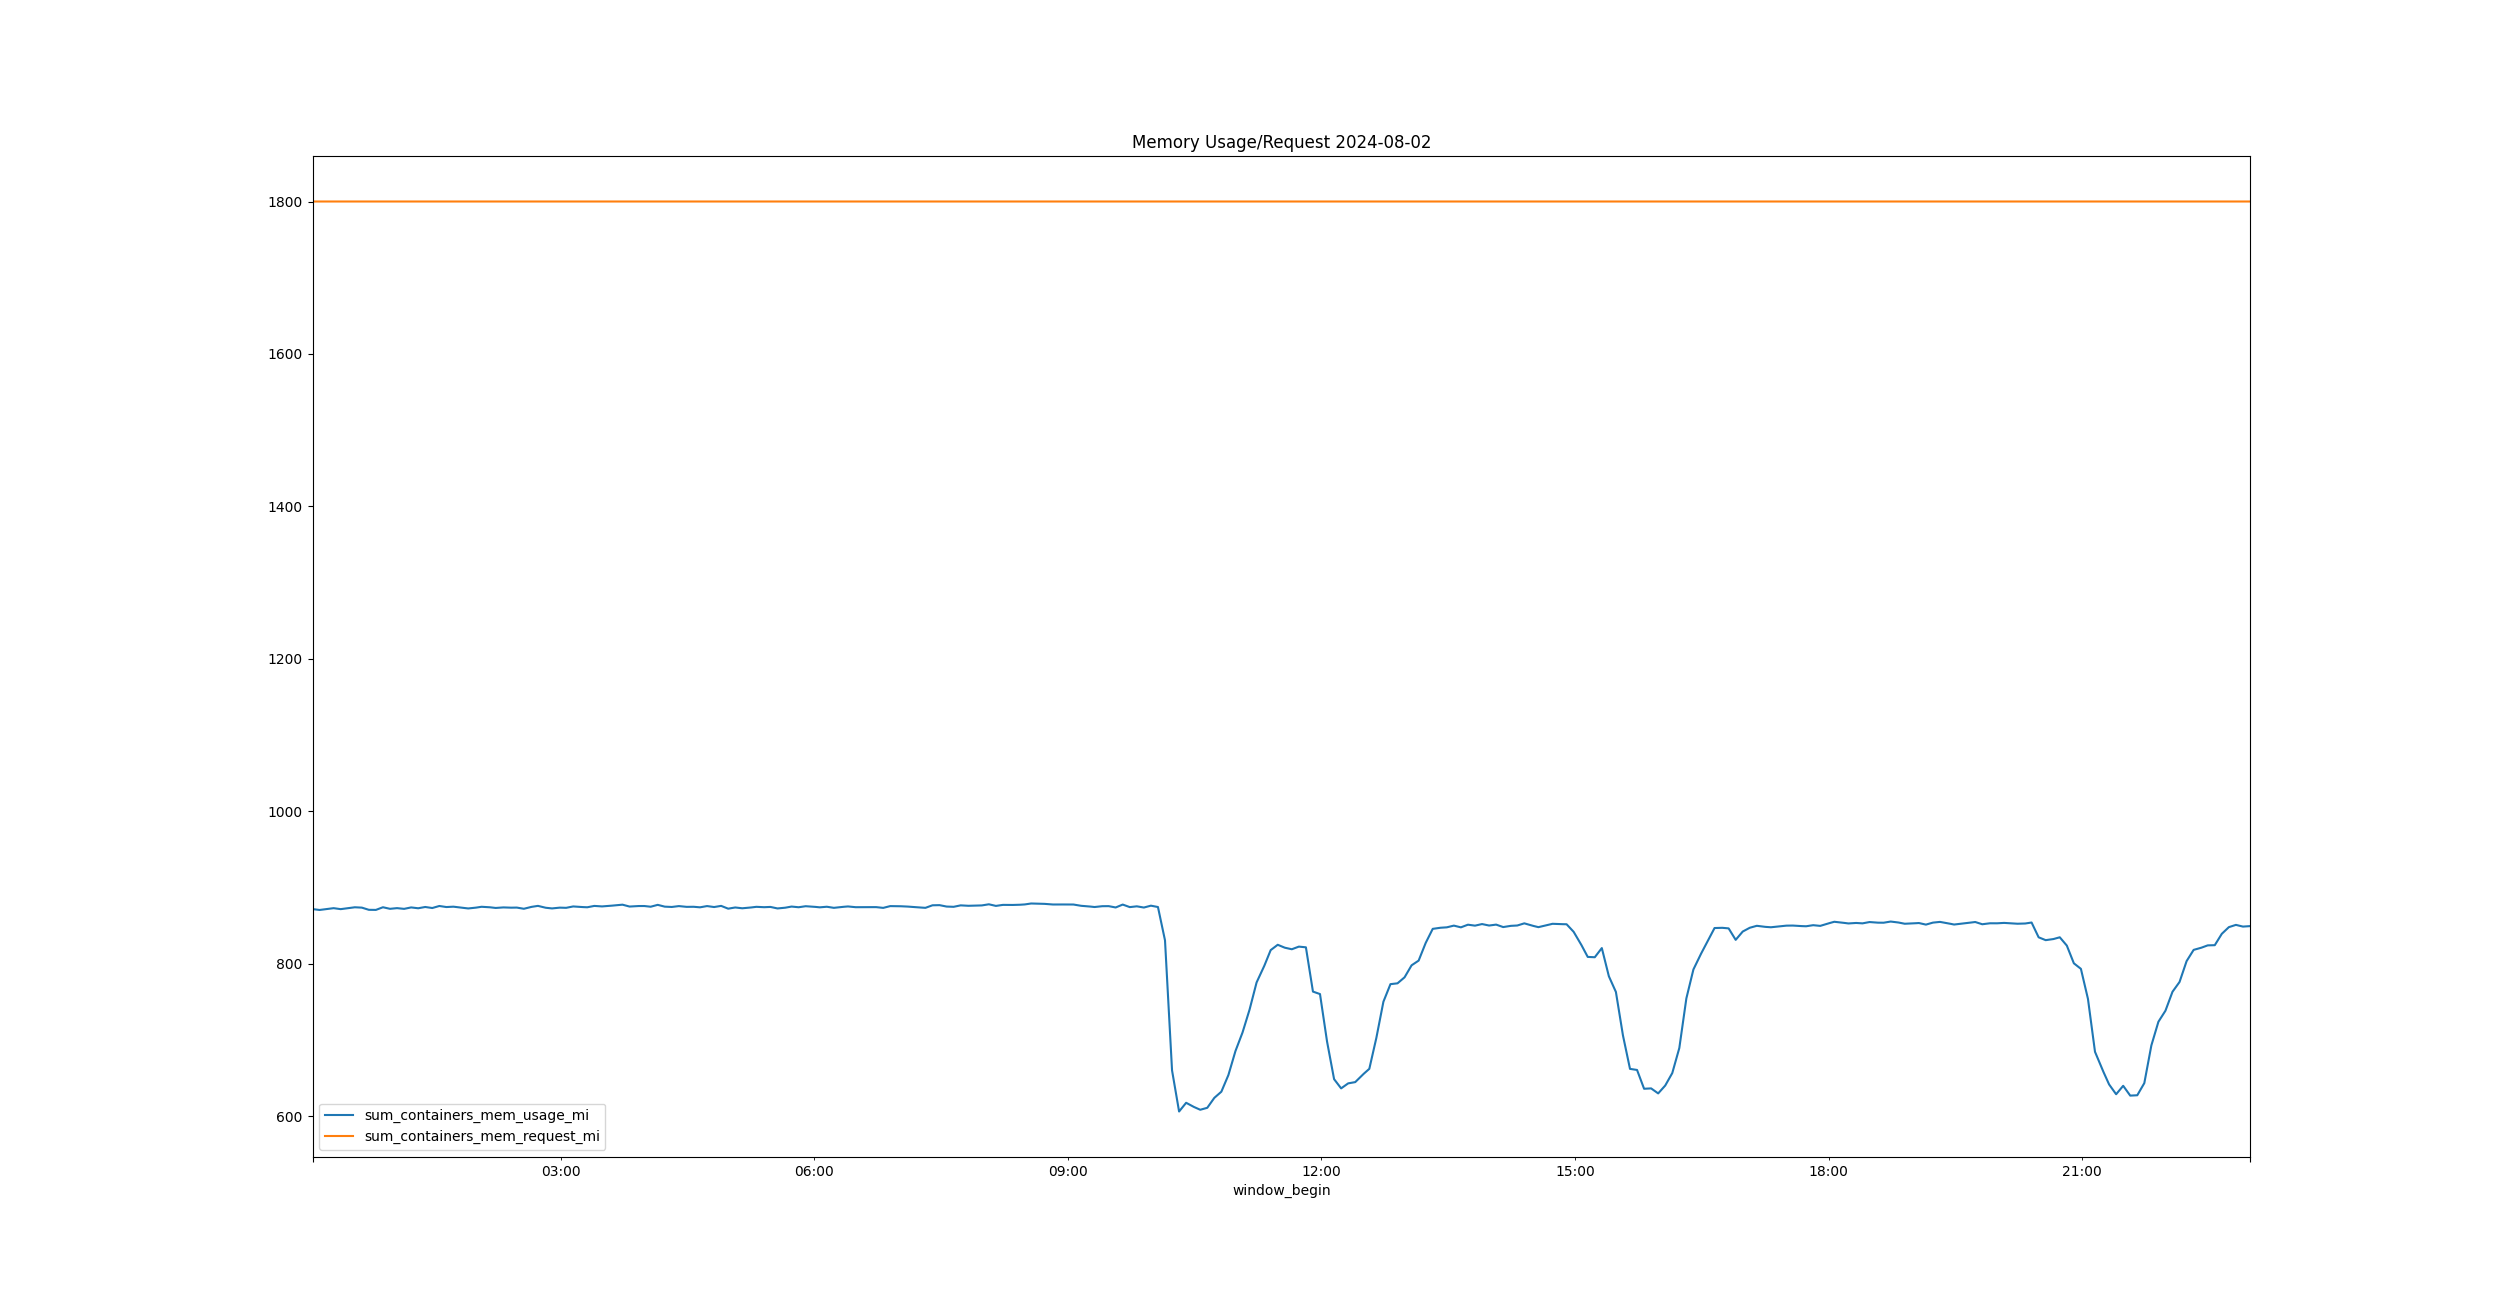 Memory Usage/Request 2024-08-02
1800
1600
1400
1200
1000
800
600
sum_containers_mem_usage_mi
sum_containers_mem_request_mi
03:00 06:00 09:00 12:00 15:00 18:00 21:00
window_begin